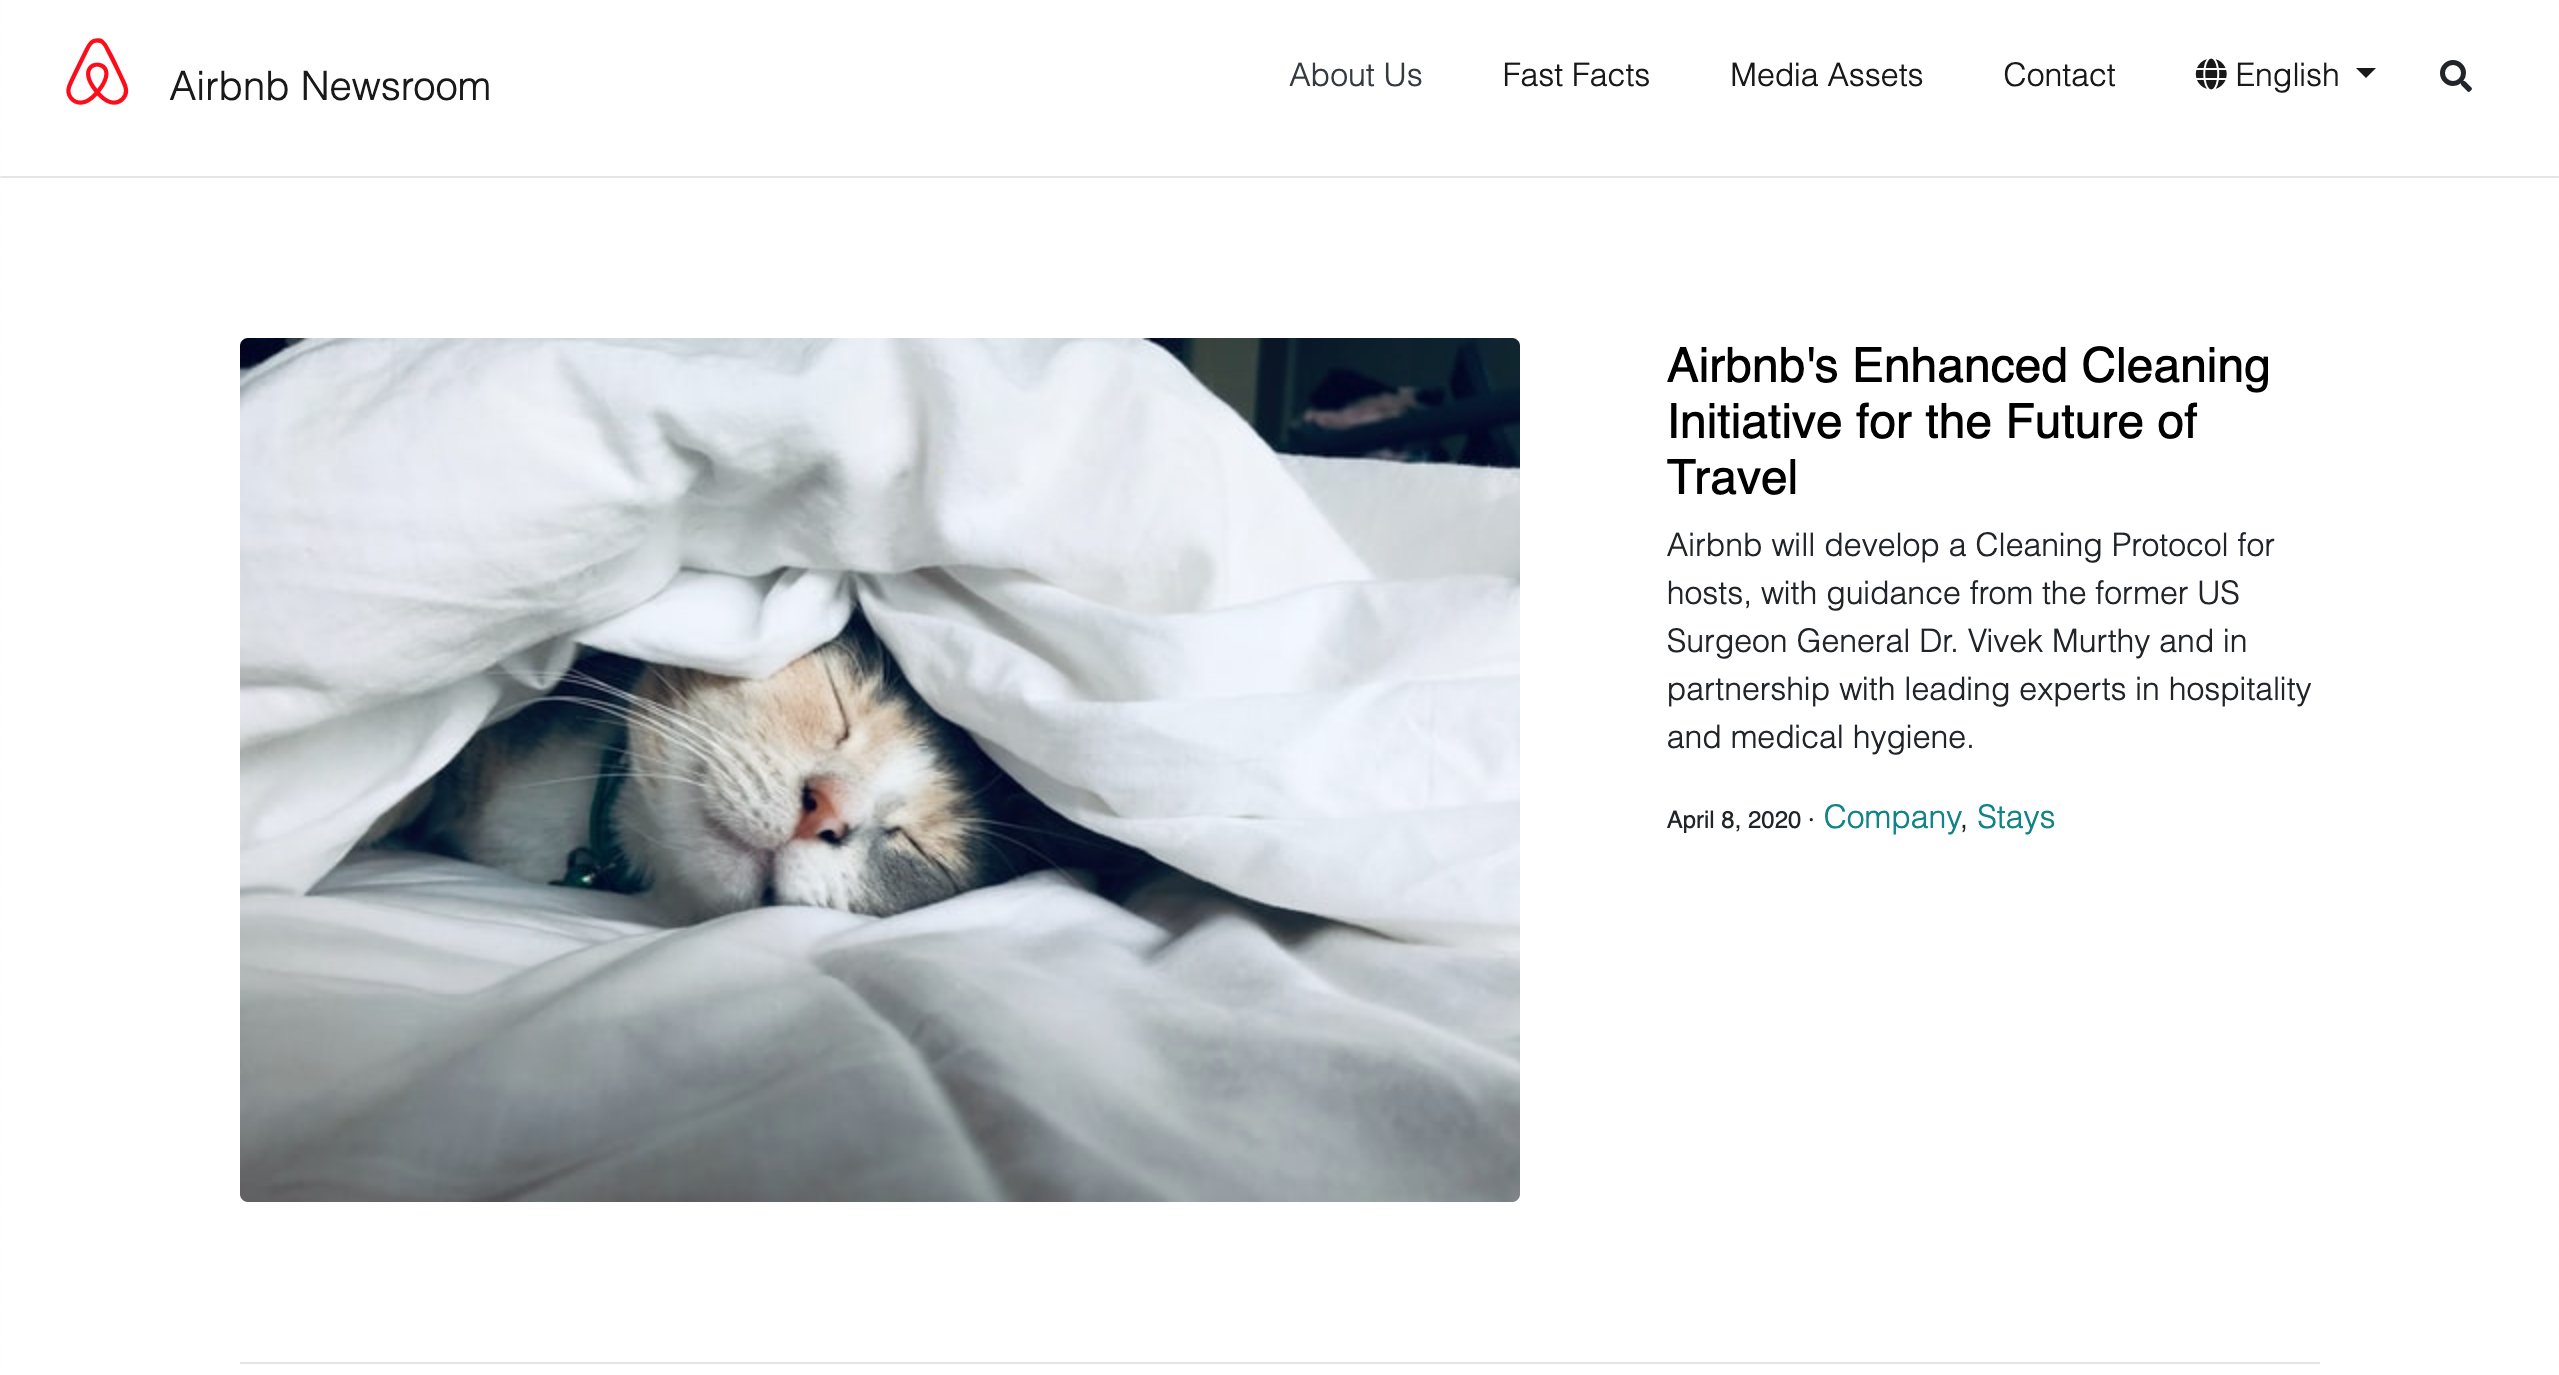 Airbnb Newsroom
About Us
Fast Facts
Media Assets
Contact
English
Airbnb's Enhanced Cleaning
Initiative for the Future of
Travel
Airbnb will develop a Cleaning Protocol for
hosts, with guidance from the former US
Surgeon General Dr. Vivek Murthy and in
partnership with leading experts in hospitality
and medical hygiene.
April 8, 2020 · Company, Stays